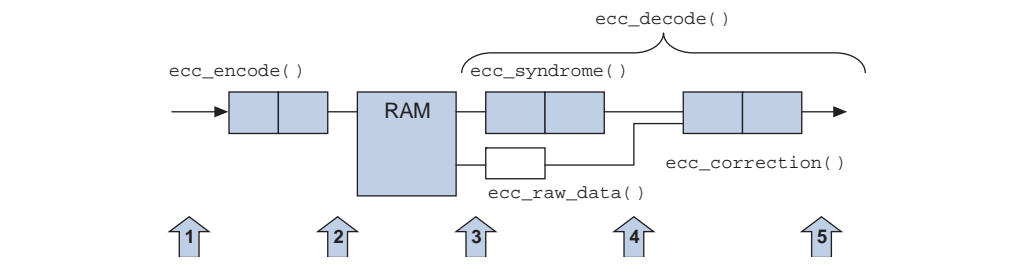 ecc_decode()
ecc_encode()
ecc_syndrome()
RAM
ecc_correction()
ecc_raw_data()
1 2 3 4 5